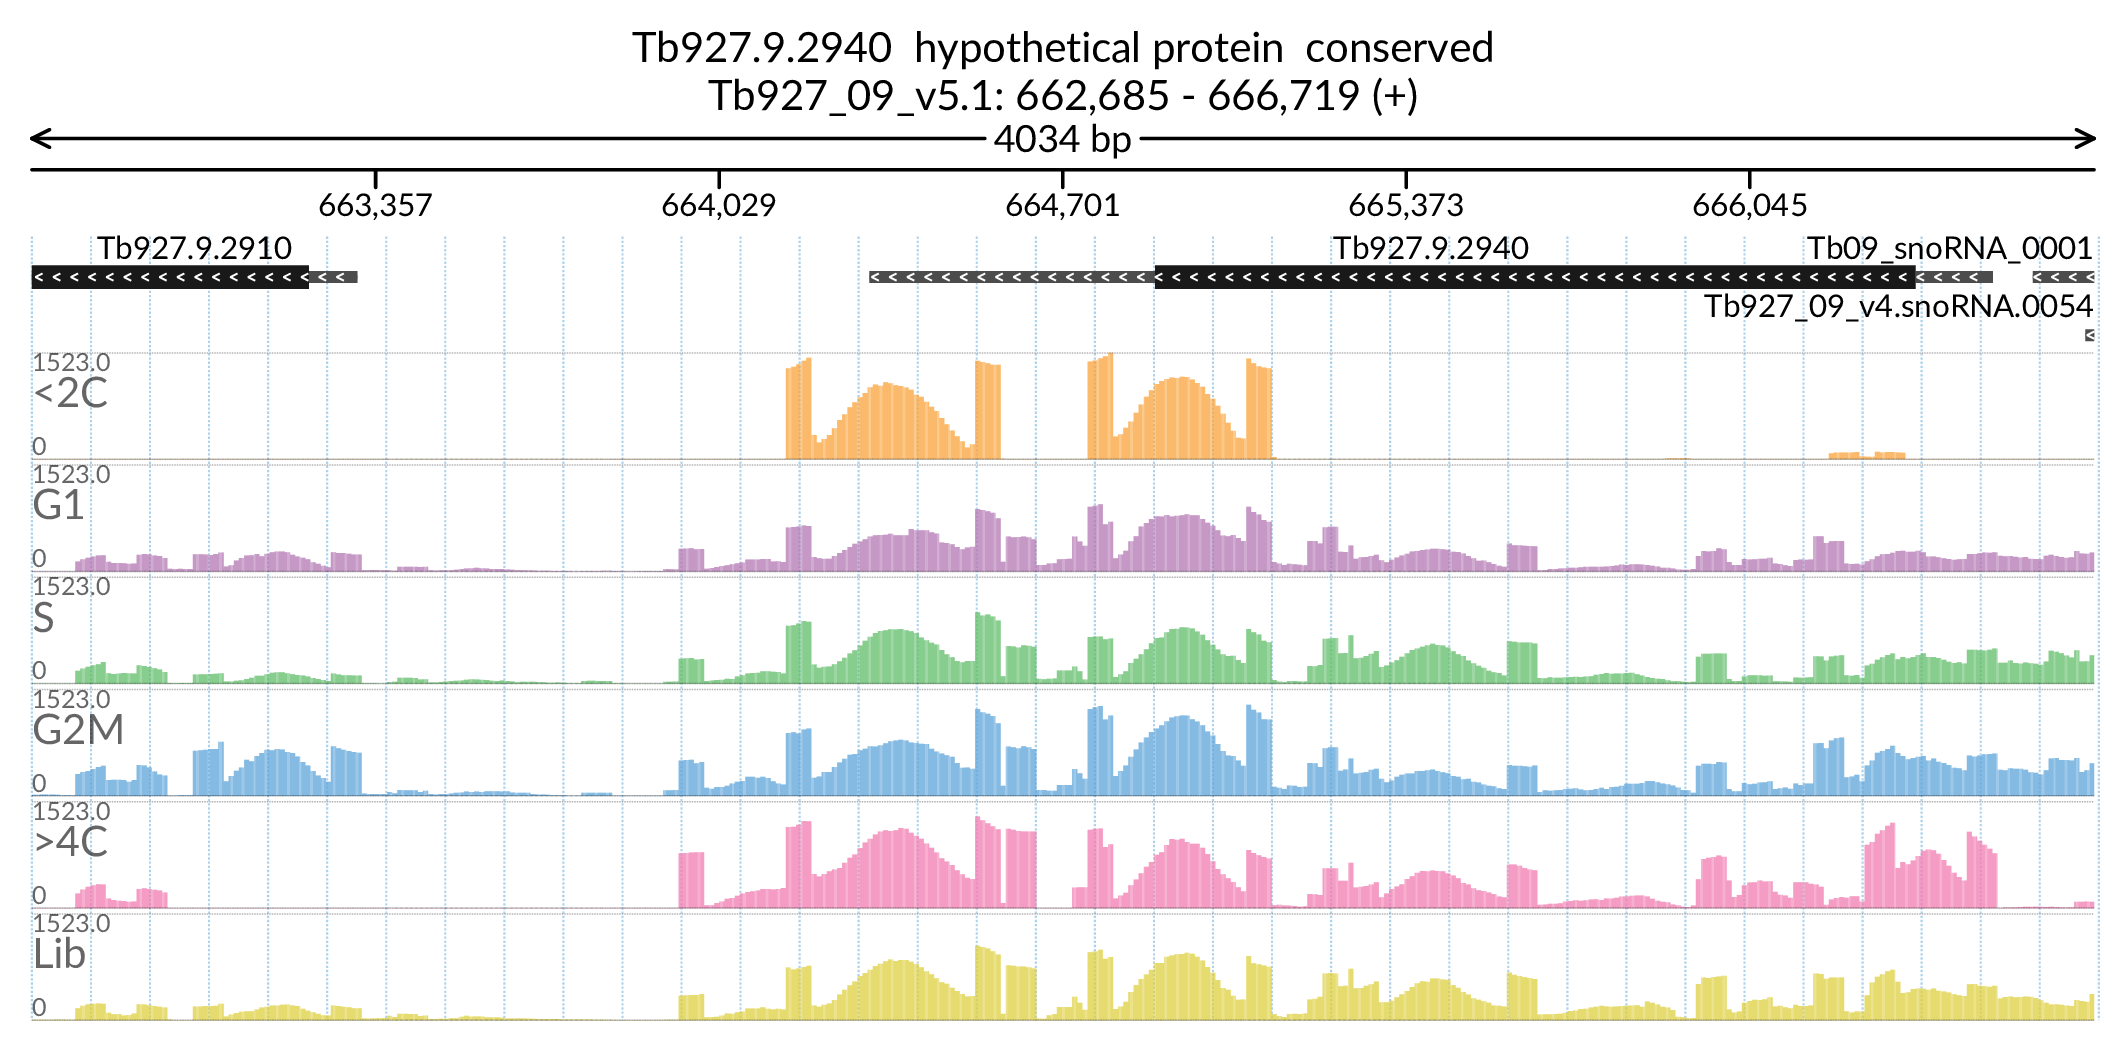 Tb927.9.2940  hypothetical protein  conserved
Tb927_09_v5.1: 662,685 - 666,719 (+)
4034 bp
663,357 664,029 664,701 665,373 666,045
Tb927.9.2910 Tb927.9.2940 Tb09_snoRNA_0001
Tb927_09_v4.snoRNA.0054
1523.0
<2C
0
1523.0
G1
0
1523.0
S
0
1523.0
G2M
0
1523.0
>4C
0
1523.0
Lib
0